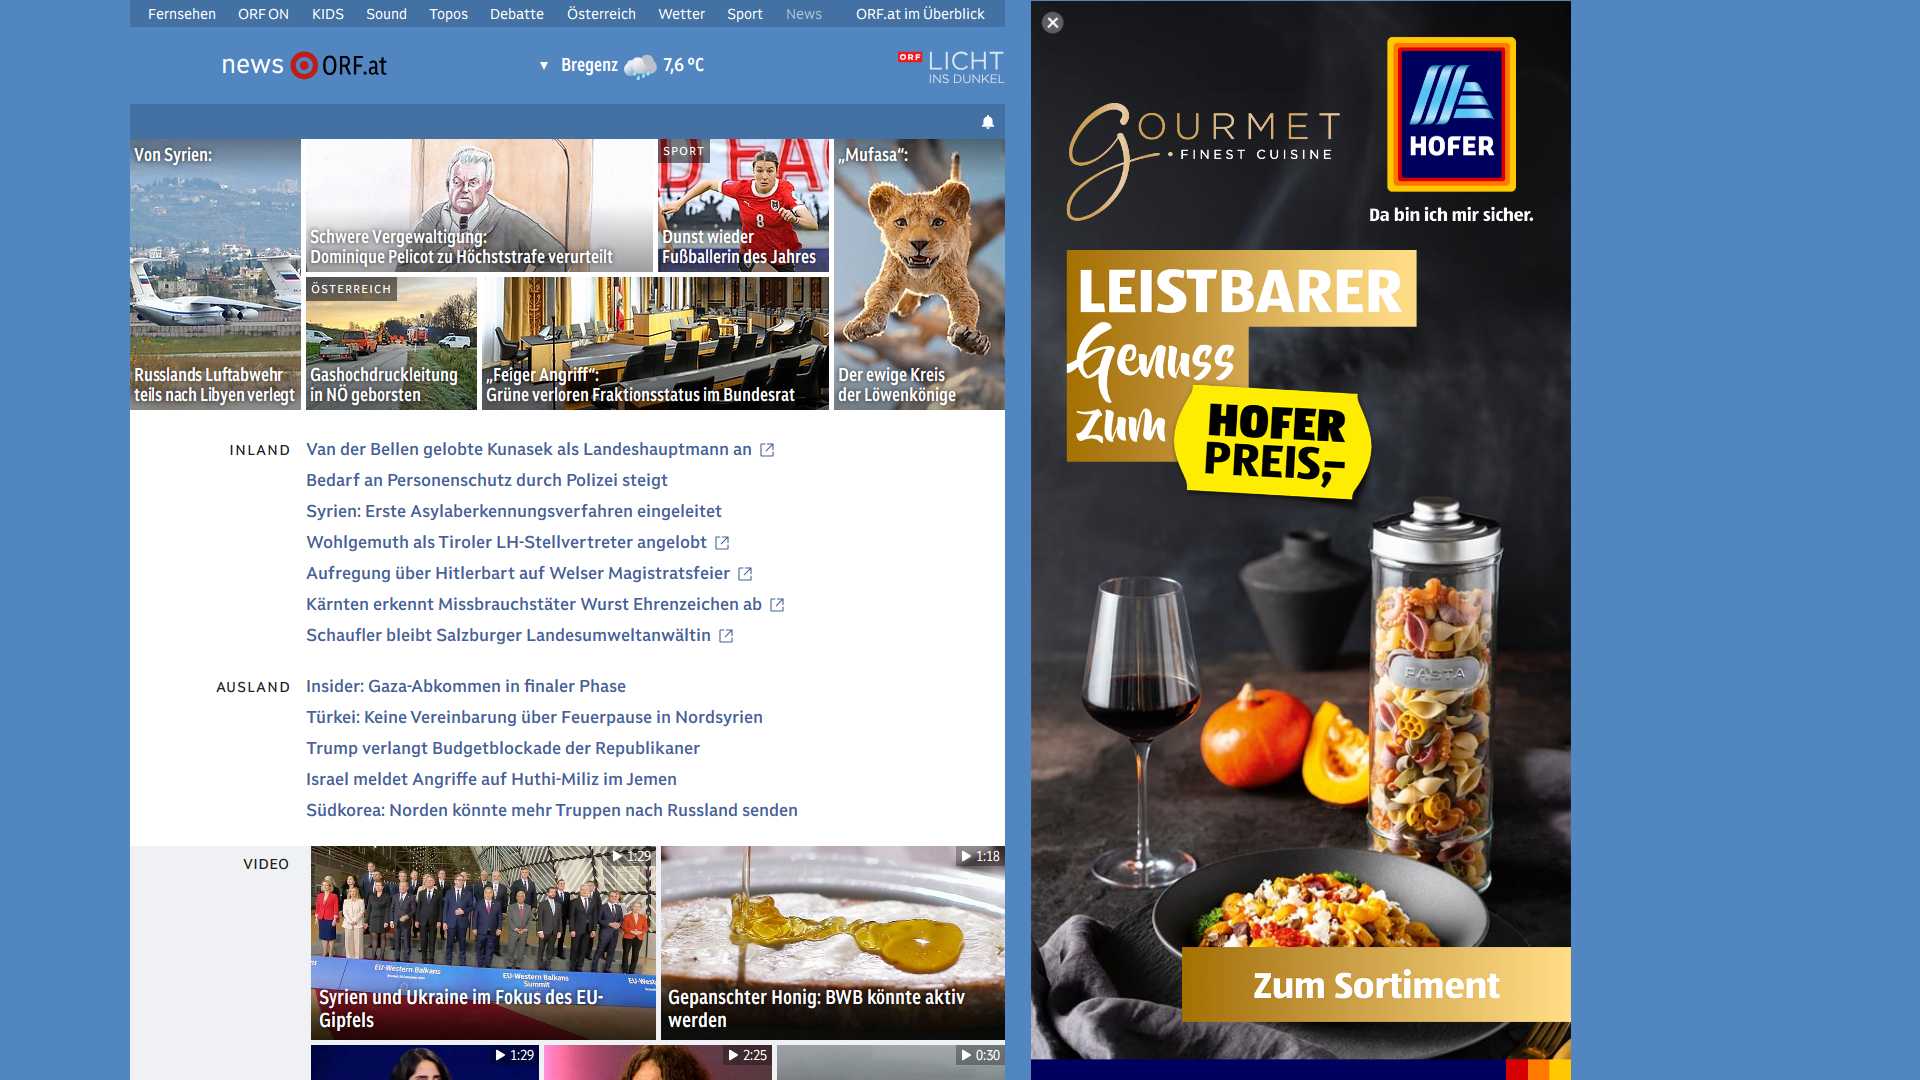 Fernsehen ORF ON KIDS Sound Topos Debatte Österreich Wetter Sport News ORF.at im Überblick
news ORF.at
▼ Bregenz 7,6 °C
ORF LICHT
INS DUNKEL
Von Syrien:
Russlands Luftabwehr
teils nach Libyen verlegt
Schwere Vergewaltigung:
Dominique Pelicot zu Höchststrafe verurteilt
SPORT
Dunst wieder
Fußballerin des Jahres
„Mufasa“:
Der ewige Kreis
der Löwenkönige
ÖSTERREICH
Gashochdruckleitung
in NÖ geborsten
„Feiger Angriff“:
Grüne verloren Fraktionsstatus im Bundesrat
INLAND
Van der Bellen gelobte Kunasek als Landeshauptmann an
Bedarf an Personenschutz durch Polizei steigt
Syrien: Erste Asylaberkennungsverfahren eingeleitet
Wohlgemuth als Tiroler LH-Stellvertreter angelobt
Aufregung über Hitlerbart auf Welser Magistratsfeier
Kärnten erkennt Missbrauchstäter Wurst Ehrenzeichen ab
Schaufler bleibt Salzburger Landesumweltanwältin
AUSLAND
Insider: Gaza-Abkommen in finaler Phase
Türkei: Keine Vereinbarung über Feuerpause in Nordsyrien
Trump verlangt Budgetblockade der Republikaner
Israel meldet Angriffe auf Huthi-Miliz im Jemen
Südkorea: Norden könnte mehr Truppen nach Russland senden
VIDEO
1:29
EU-Western Balkans
EU-Western Balkans
Summit
Syrien und Ukraine im Fokus des EU-
Gipfels
1:18
Gepanschter Honig: BWB könnte aktiv
werden
1:29
2:25
0:30
GOURMET
FINEST CUISINE
HOFER
Da bin ich mir sicher.
LEISTBARER
Genuss
zum
HOFER
PREIS,-
PASTA
Zum Sortiment